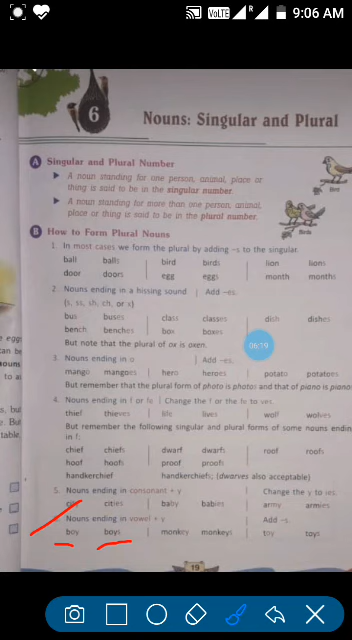 VoLTE R 9:06 AM
6
Nouns: Singular and Plural
A Singular and Plural Number
A noun standing for one person, animal, place or
thing is said to be in the singular number.
Bird
A noun standing for more than one person, animal,
place or thing is said to be in the plural number.
Birds
B How to Form Plural Nouns
1. In most cases we form the plural by adding -s to the singular.
ball balls bird birds lion lions
door doors egg eggs month months
2. Nouns ending in a hissing sound Add -es.
(s, ss, sh, ch, or x)
bus buses class classes dish dishes
bench benches box boxes
But note that the plural of ox is oxen.
06:19
3. Nouns ending in o Add -es.
mango mangoes hero heroes potato potatoes
But remember that the plural form of photo is photos and that of piano is piano
4. Nouns ending in f or fe Change the f or the fe to ves.
thief thieves life lives wolf wolves
But remember the following singular and plural forms of some nouns ending
in f:
chief chiefs dwarf dwarfs roof roofs
hoof hoofs proof proofs
handkerchief handkerchiefs (dwarves also acceptable)
5. Nouns ending in consonant + y Change the y to ies.
cities baby babies army armies
Nouns ending in vowel + y Add -s.
boy boys monkey monkeys toy toys
19
e eggs
can be
nouns
to a
s, but
e. But
table.